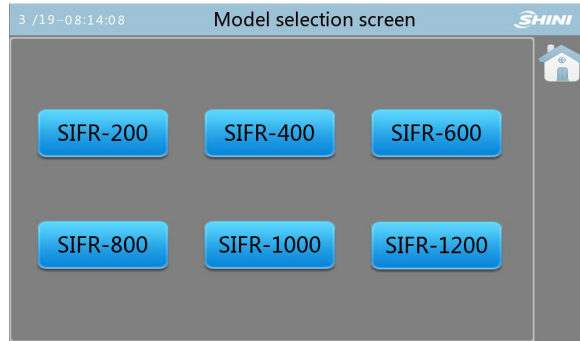 3 /19-08:14:08 Model selection screen SHINI
SIFR-200 SIFR-400 SIFR-600
SIFR-800 SIFR-1000 SIFR-1200